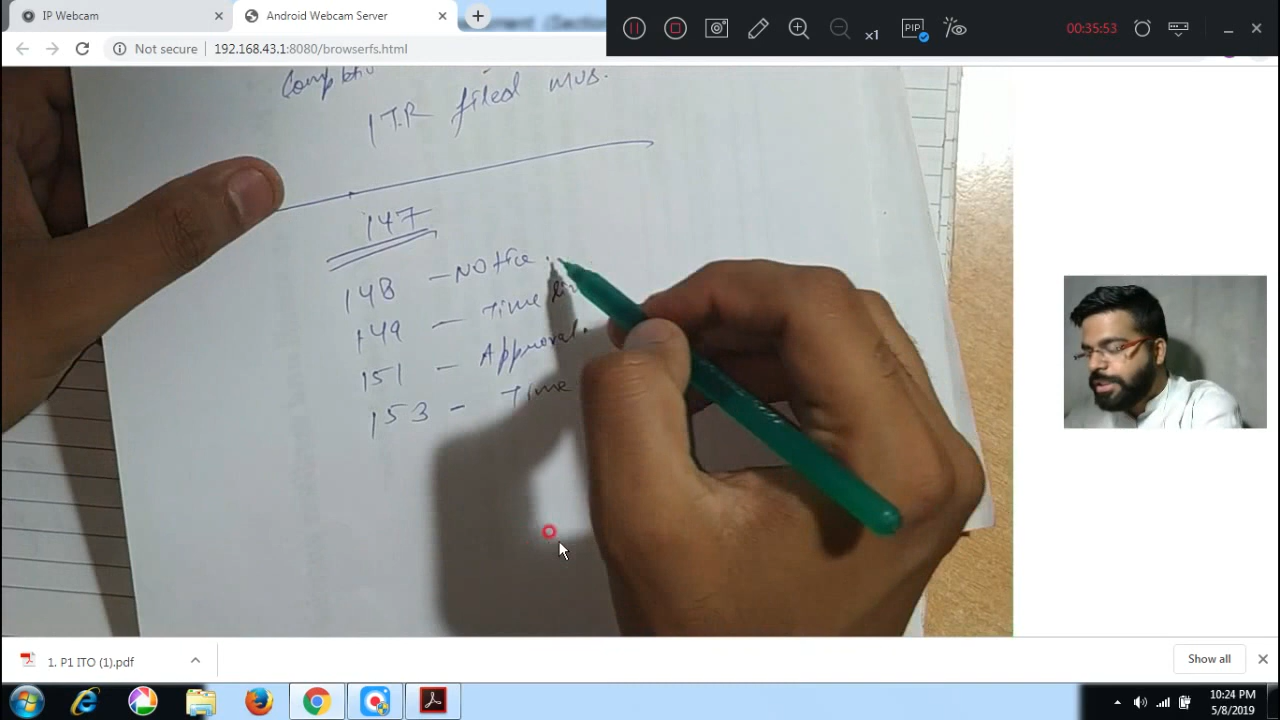 IP Webcam
Android Webcam Server
gment (Section
Not secure | 192.168.43.1:8080/browserfs.html
x1
PIP
00:35:53
ITR filed
147
148 - Notice
149 - Time
151 - Approval.
153 - Time
1. P1 ITO (1).pdf
Show all
10:24 PM
5/8/2019